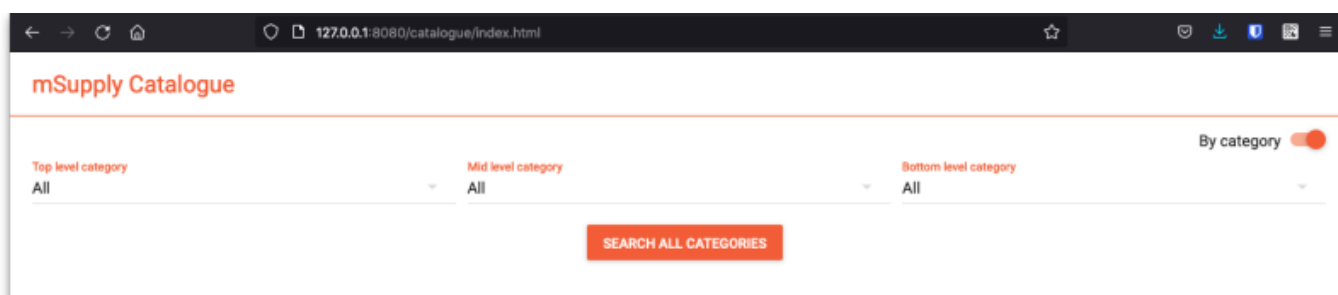 127.0.0.1:8080/catalogue/index.html
mSupply Catalogue
By category
Top level category
Mid level category
Bottom level category
All
All
All
SEARCH ALL CATEGORIES